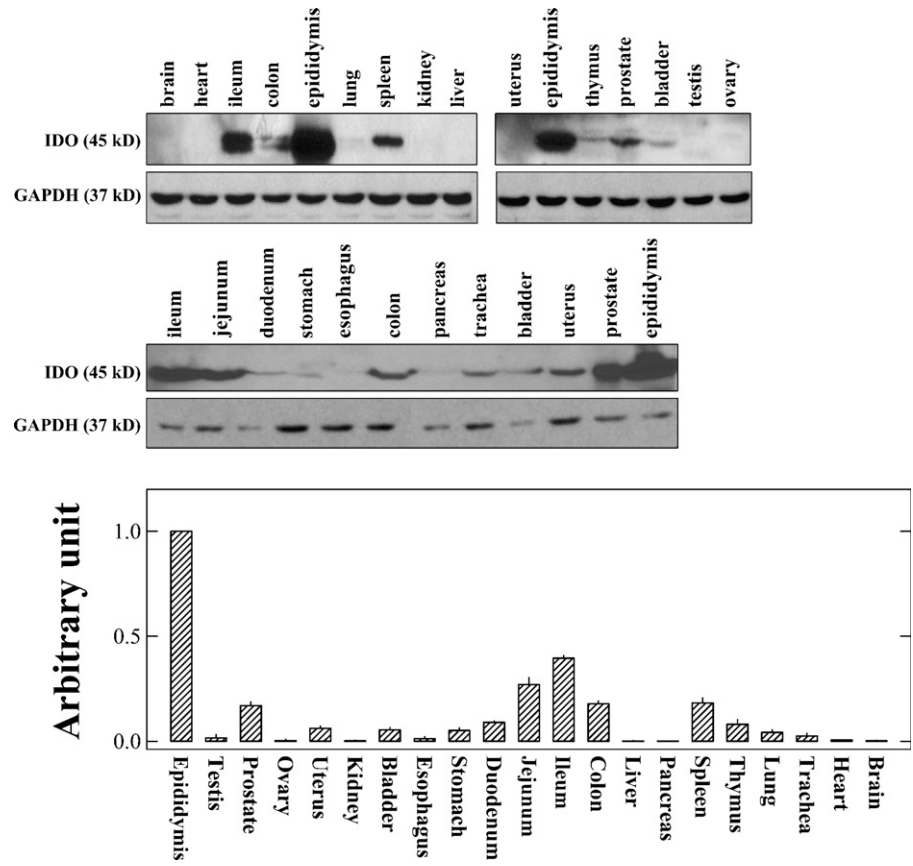 brain heart ileum colon epididymis lung spleen kidney liver
uterus epididymis thymus prostate bladder testis ovary
IDO (45 kD)
GAPDH (37 kD)
ileum jejunum duodenum stomach esophagus colon pancreas trachea bladder uterus prostate epididymis
IDO (45 kD)
GAPDH (37 kD)
Arbitrary unit
1.0
0.5
0.0
Epididymis Testis Prostate Ovary Uterus Kidney Bladder Esophagus Stomach Duodenum Jejunum Ileum Colon Liver Pancreas Spleen Thymus Lung Trachea Heart Brain